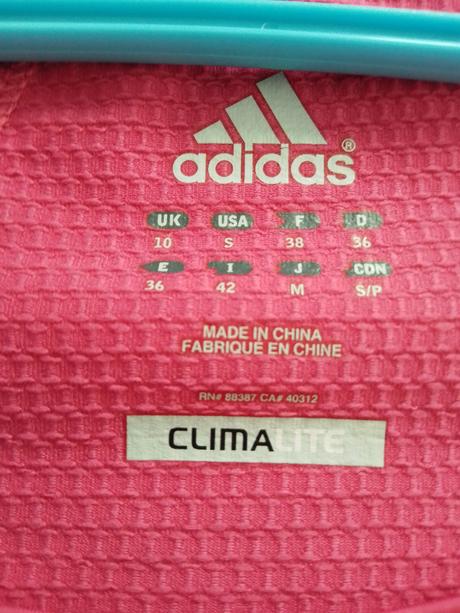 adidas®
UK USA F D
10 S 38 36
E I J CDN
36 42 M S/P
MADE IN CHINA
FABRIQUÉ EN CHINE
RN# 88387 CA# 40312
CLIMALITE